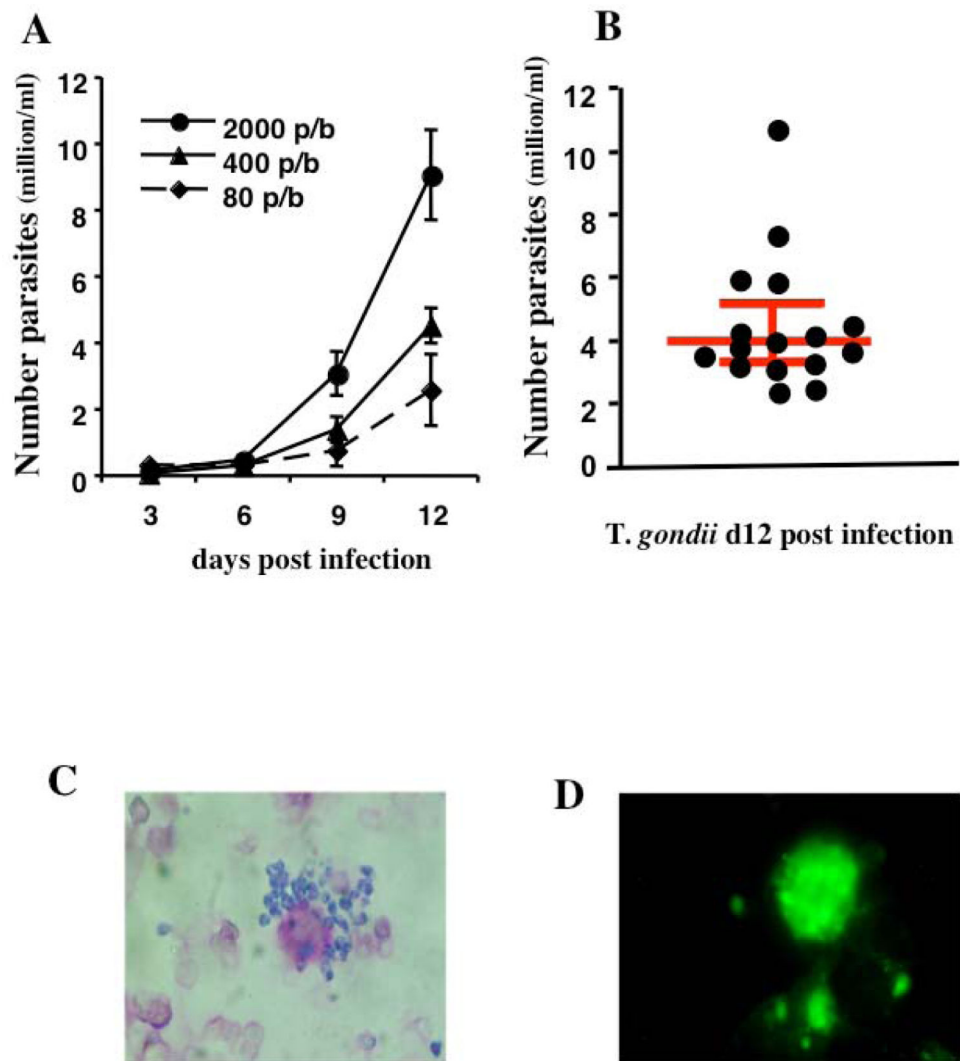 A
Number parasites (million/ml)
12
10
8
6
4
2
0
2000 p/b
400 p/b
80 p/b
3 6 9 12
days post infection
B
Number parasites (million/ml)
12
10
8
6
4
2
0
T. gondii d12 post infection
C
D